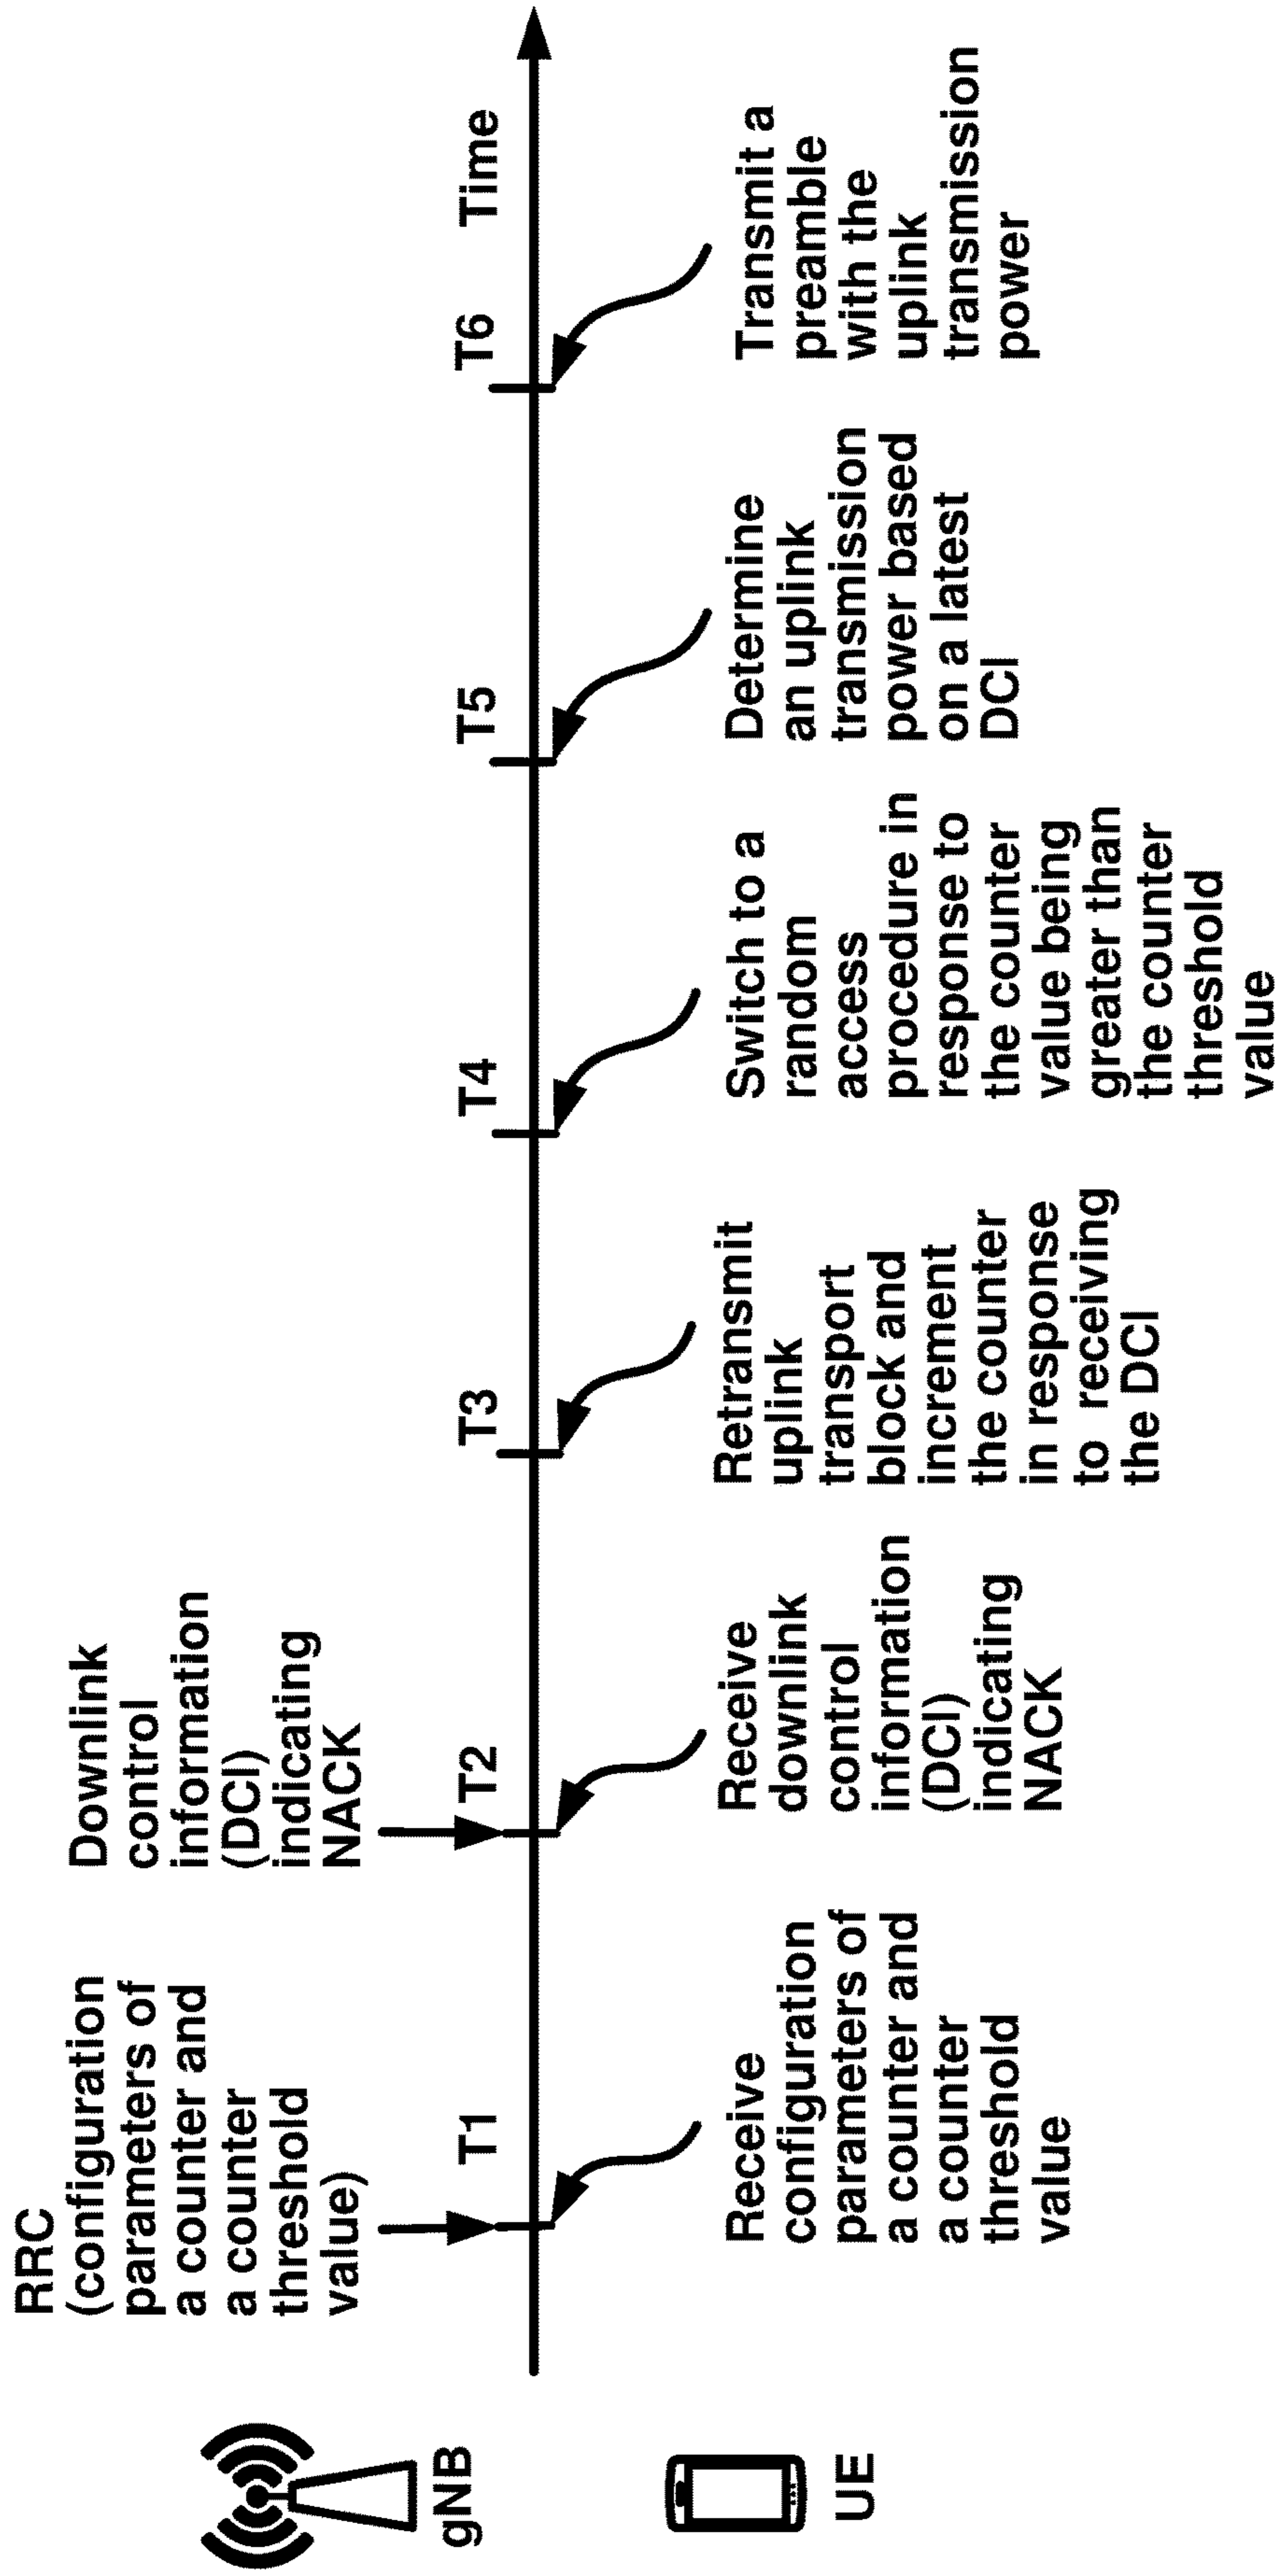 RRC
(configuration
parameters of
a counter and
a counter
threshold
value)
Downlink
control
information
(DCI)
indicating
NACK
gNB
T1
T2
T3
T4
T5
T6
Time
UE
Receive
configuration
parameters of
a counter and
a counter
threshold
value
Receive
downlink
control
information
(DCI)
indicating
NACK
Retransmit
uplink
transport
block and
increment
the counter
in response
to receiving
the DCI
Switch to a
random
access
procedure in
response to
the counter
value being
greater than
the counter
threshold
value
Determine
an uplink
transmission
power based
on a latest
DCI
Transmit a
preamble
with the
uplink
transmission
power